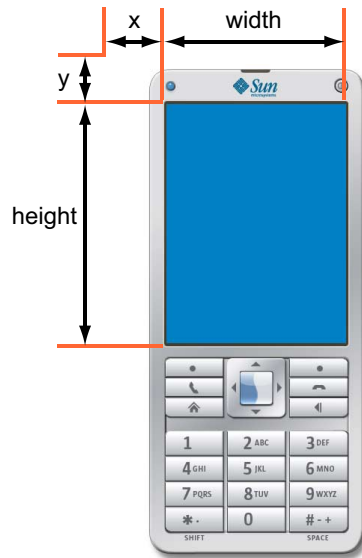 x
width
y
Sun
microsystems
height
1
2 ABC
3 DEF
4 GHI
5 JKL
6 MNO
7 PQRS
8 TUV
9 WXYZ
* .
0
# - +
SHIFT
SPACE